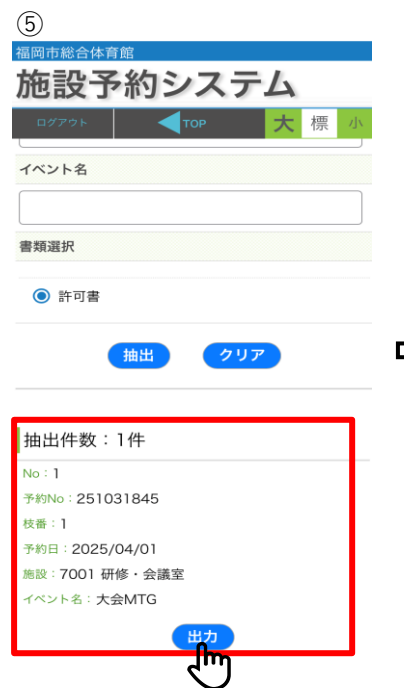 ⑤
福岡市総合体育館
施設予約システム
ログアウト TOP 大 標 小
イベント名
書類選択
許可書
抽出 クリア
抽出件数：1件
No：1
予約No：251031845
枝番：1
予約日：2025/04/01
施設：7001 研修・会議室
イベント名：大会MTG
出力